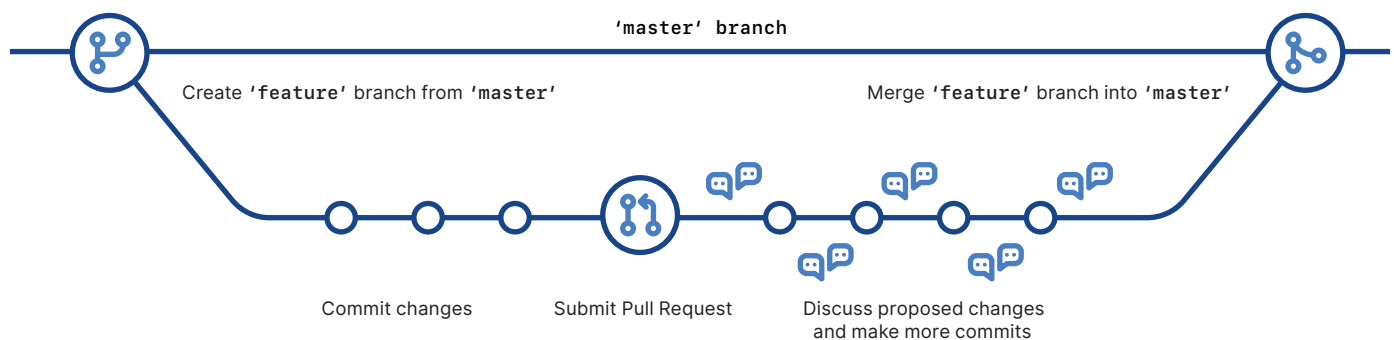 ‘master’ branch
Create ‘feature’ branch from ‘master’
Merge ‘feature’ branch into ‘master’
Commit changes
Submit Pull Request
Discuss proposed changes
and make more commits